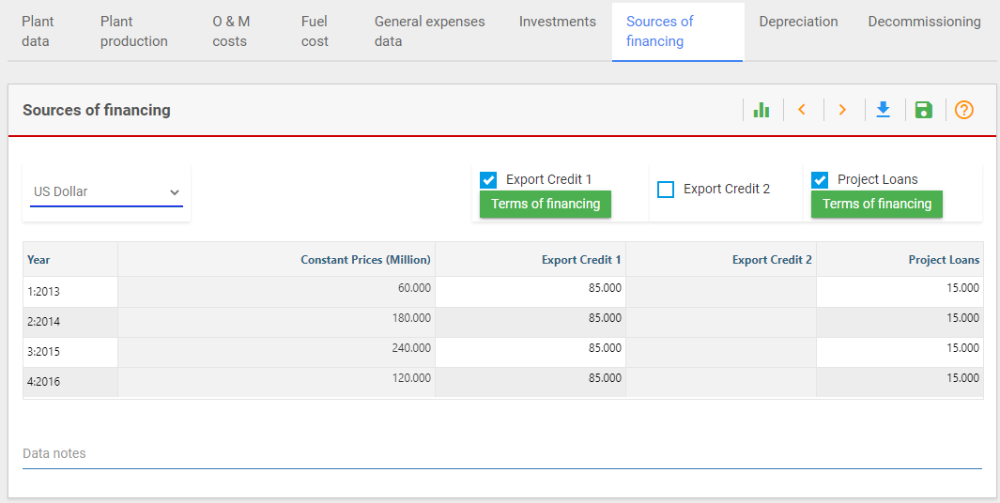 Plant data
Plant production
O & M costs
Fuel cost
General expenses data
Investments
Sources of financing
Depreciation
Decommissioning
Sources of financing
US Dollar
Export Credit 1
Terms of financing
Export Credit 2
Project Loans
Terms of financing
Year Constant Prices (Million) Export Credit 1 Export Credit 2 Project Loans
1:2013 60.000 85.000 15.000
2:2014 180.000 85.000 15.000
3:2015 240.000 85.000 15.000
4:2016 120.000 85.000 15.000
Data notes